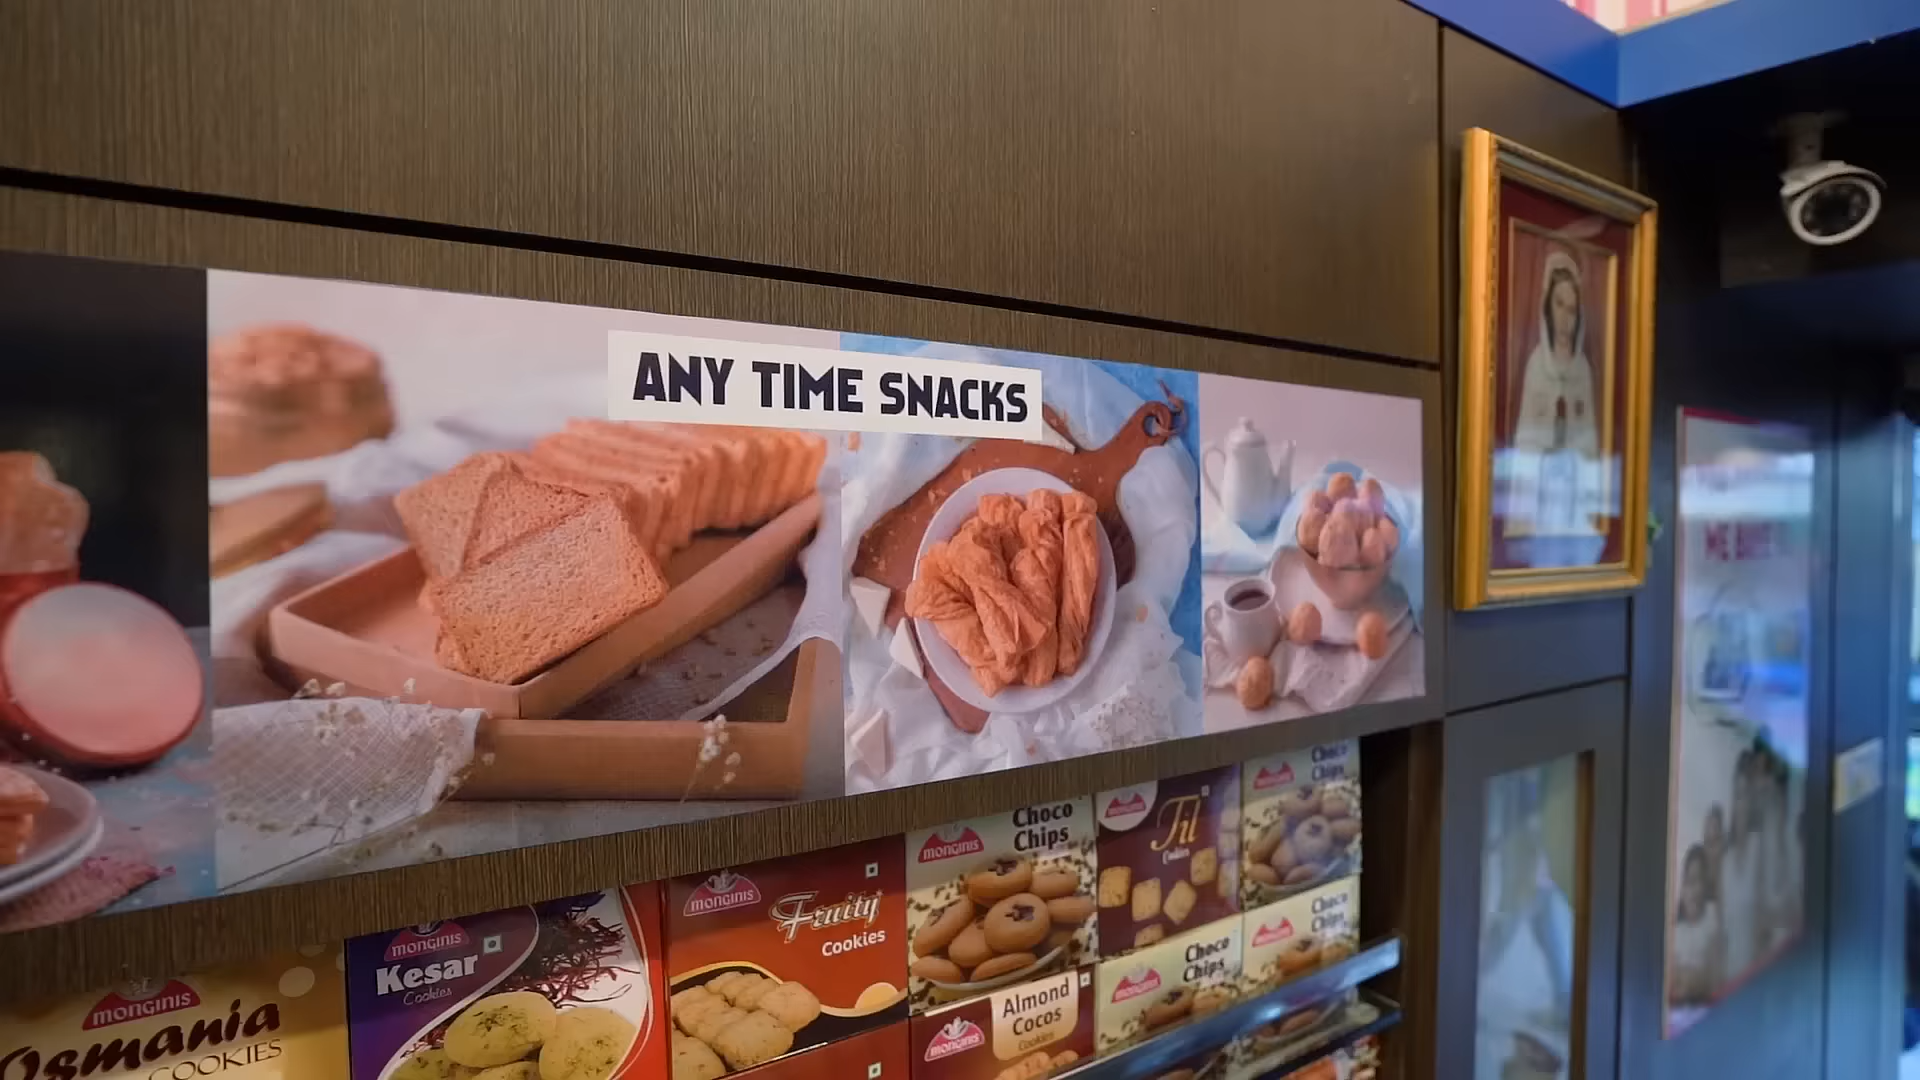 ANY TIME SNACKS
MONGINIS
Osmania
COOKIES
MONGINIS
Kesar
Cookies
MONGINIS
Fruity
Cookies
MONGINIS
Choco
Chips
MONGINIS
Almond
Cocos
Cookies
Til
Cookies
MONGINIS
Choco
Chips
Choco
Chips
Choco
Chips